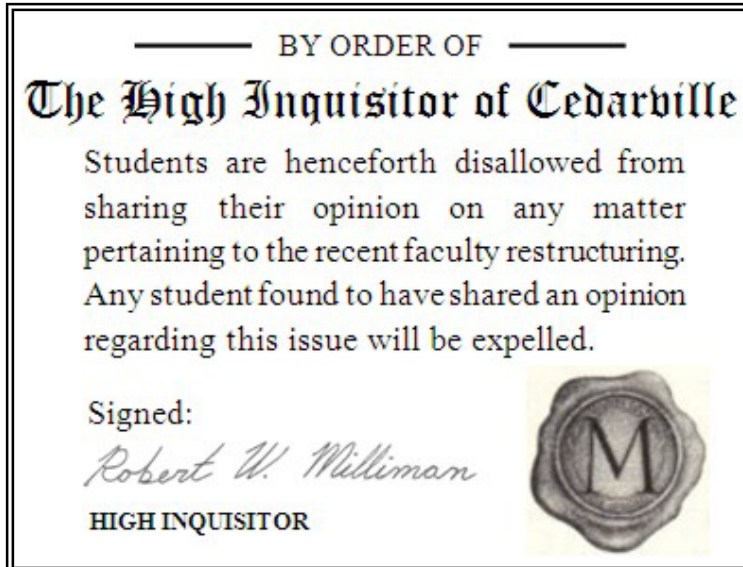 BY ORDER OF
The High Inquisitor of Cedarville
Students are henceforth disallowed from
sharing their opinion on any matter
pertaining to the recent faculty restructuring.
Any student found to have shared an opinion
regarding this issue will be expelled.
Signed:
Robert W. Milliman
HIGH INQUISITOR
M